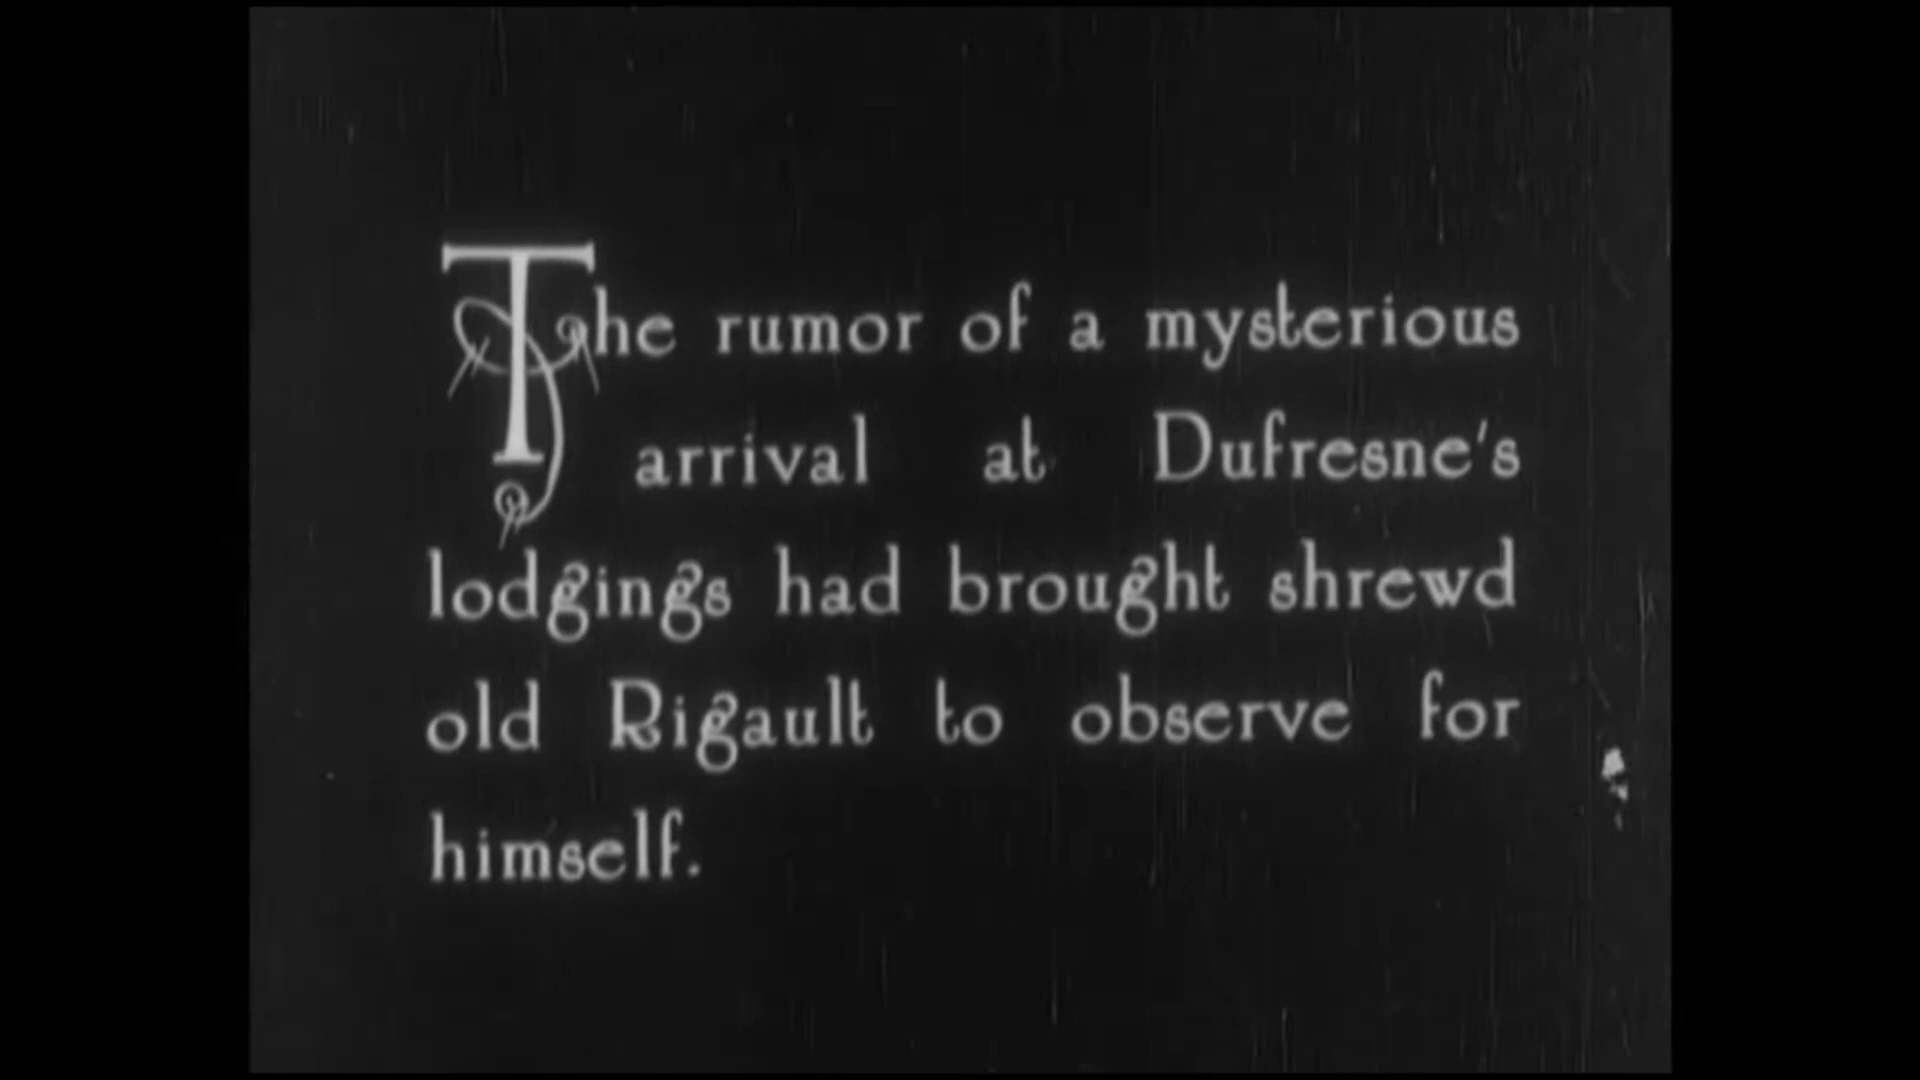 The rumor of a mysterious
arrival at Dufresne's
lodgings had brought shrewd
old Rigault to observe for
himself.